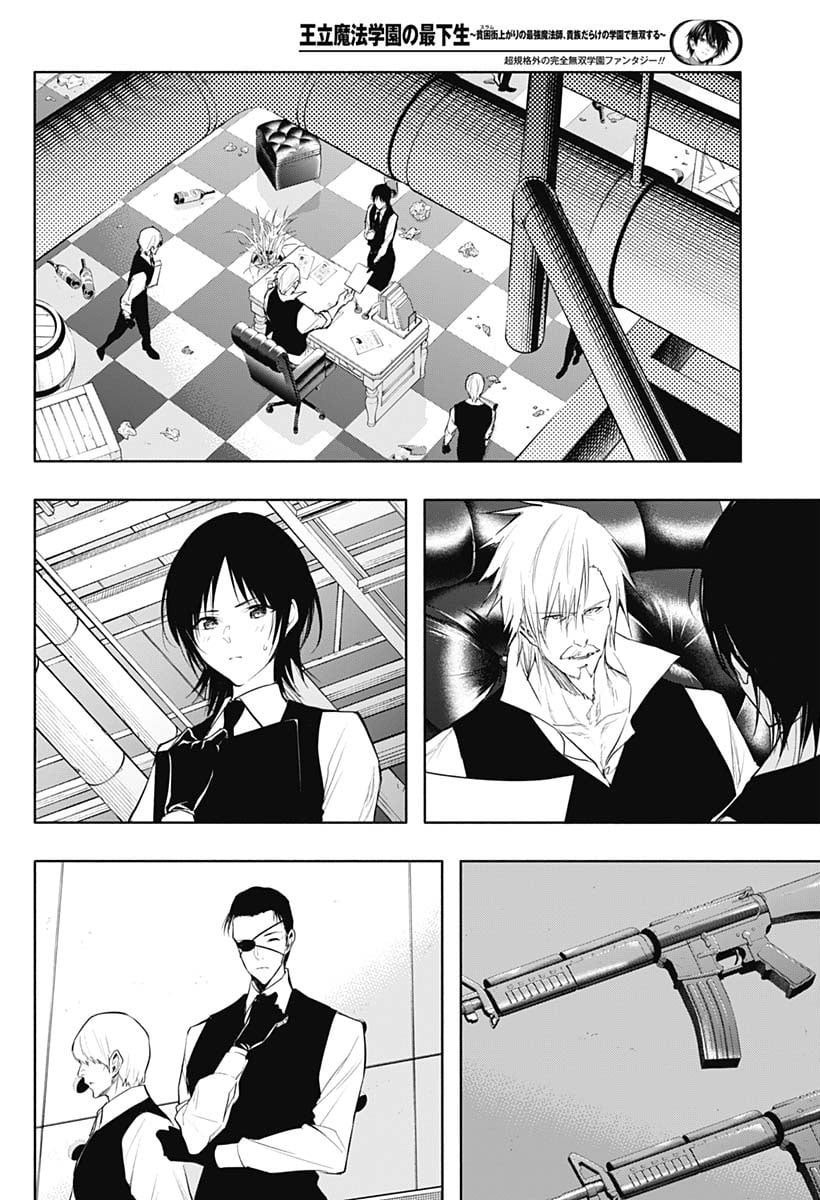 王立魔法学園の最下生～貧困街上がりの最強魔法師、貴族だらけの学園で無双する～
スラム
超規格外の完全無双学園ファンタジー!!